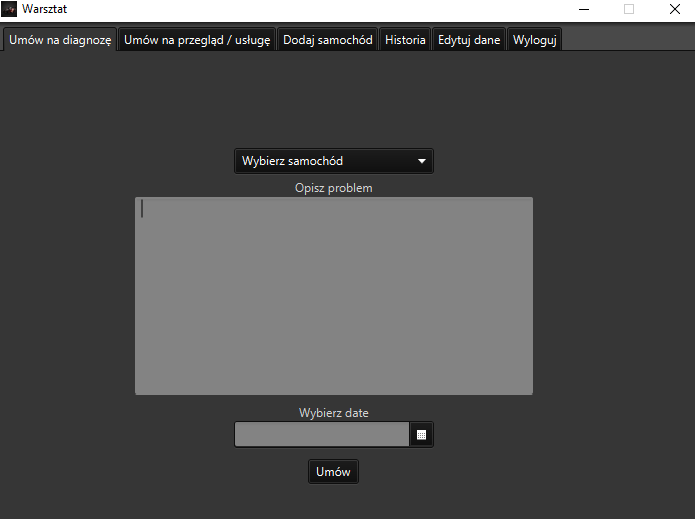 Warsztat
Umów na diagnozę Umów na przegląd / usługę Dodaj samochód Historia Edytuj dane Wyloguj
Wybierz samochód
Opisz problem
Wybierz date
Umów